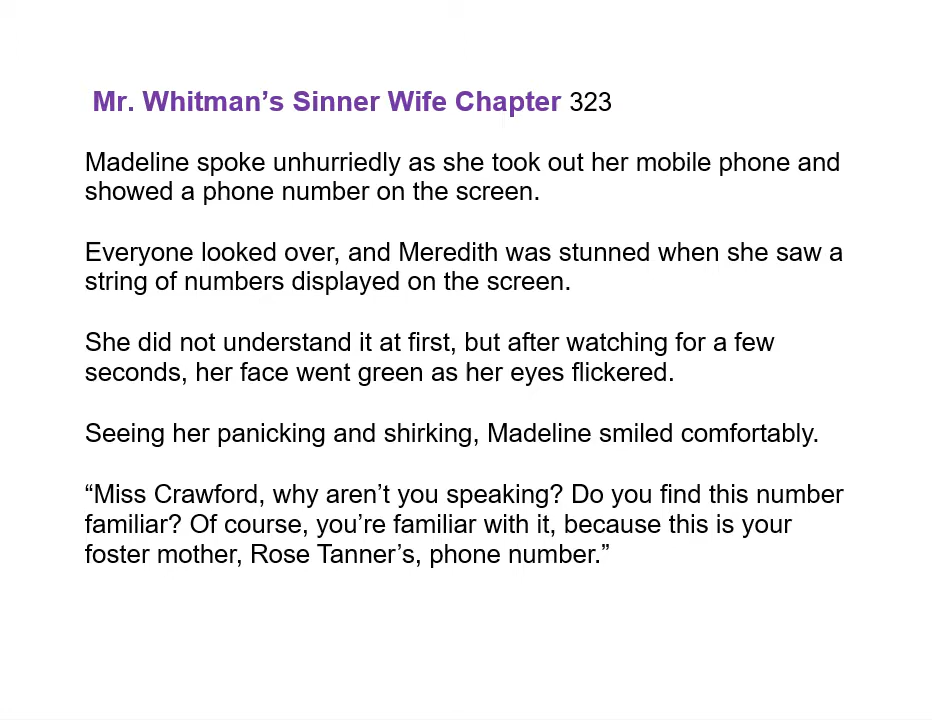 Mr. Whitman’s Sinner Wife Chapter 323
Madeline spoke unhurriedly as she took out her mobile phone and
showed a phone number on the screen.
Everyone looked over, and Meredith was stunned when she saw a
string of numbers displayed on the screen.
She did not understand it at first, but after watching for a few
seconds, her face went green as her eyes flickered.
Seeing her panicking and shirking, Madeline smiled comfortably.
“Miss Crawford, why aren’t you speaking? Do you find this number
familiar? Of course, you’re familiar with it, because this is your
foster mother, Rose Tanner’s, phone number.”